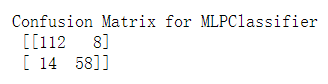 Confusion Matrix for MLPClassifier
[[112   8]
[ 14  58]]